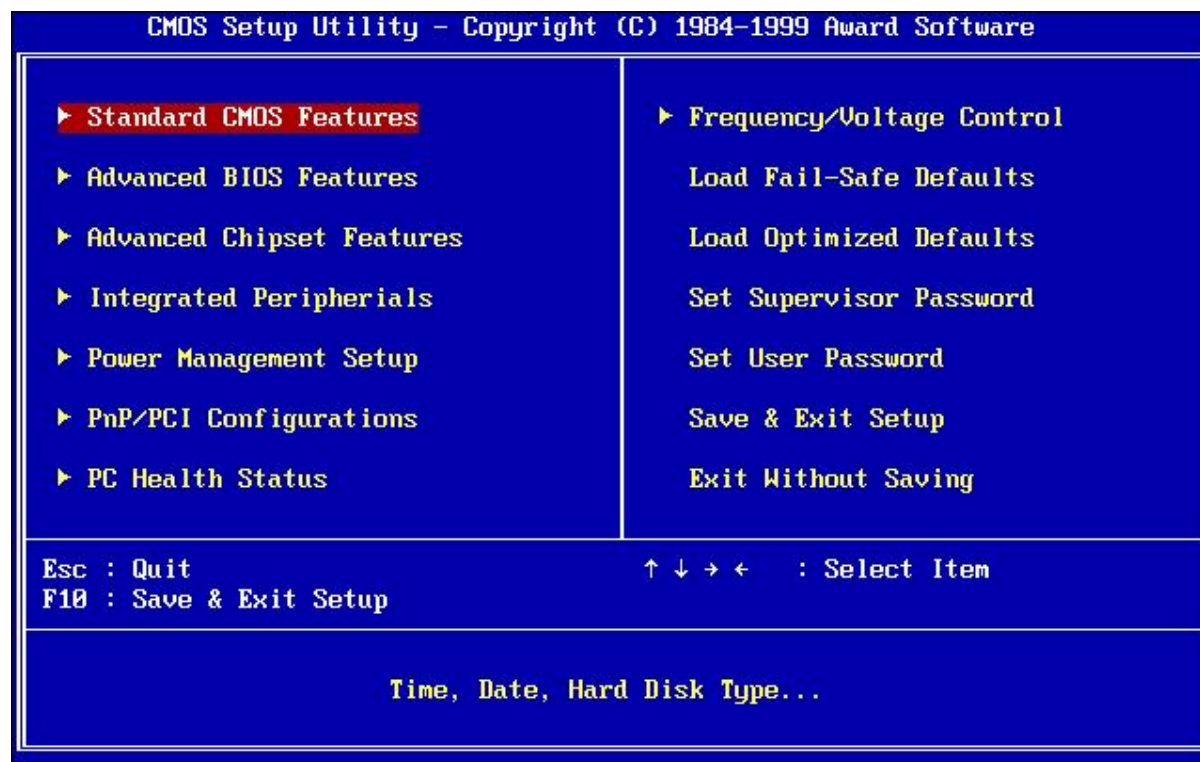 CMOS Setup Utility – Copyright (C) 1984–1999 Award Software
▶ Standard CMOS Features
▶ Advanced BIOS Features
▶ Advanced Chipset Features
▶ Integrated Peripherials
▶ Power Management Setup
▶ PnP/PCI Configurations
▶ PC Health Status
▶ Frequency/Voltage Control
Load Fail–Safe Defaults
Load Optimized Defaults
Set Supervisor Password
Set User Password
Save & Exit Setup
Exit Without Saving
Esc : Quit
F10 : Save & Exit Setup
↑ ↓ → ← : Select Item
Time, Date, Hard Disk Type...